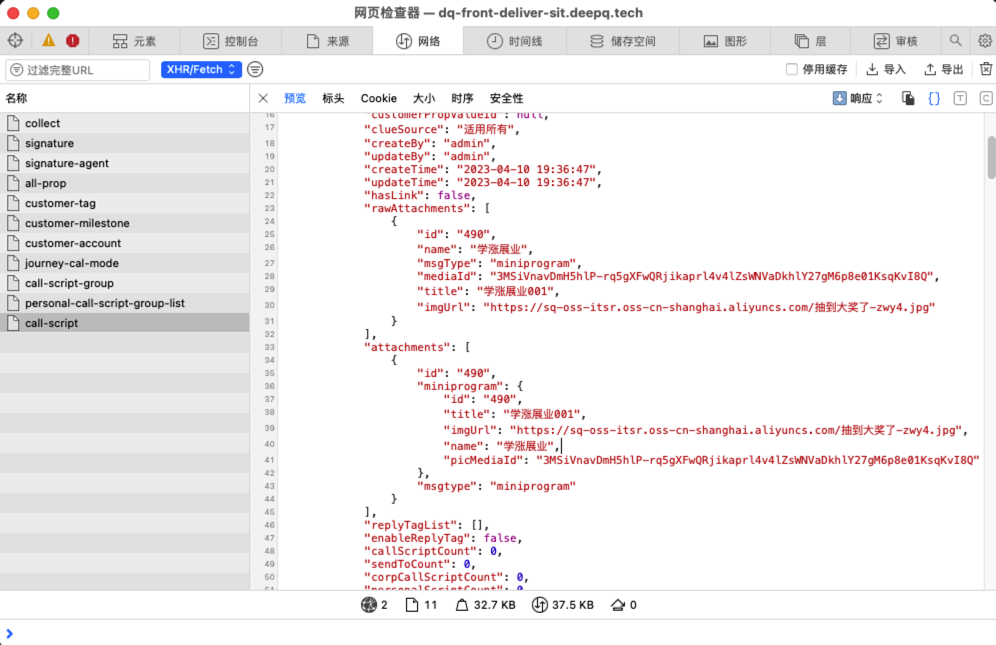 网页检查器 — dq-front-deliver-sit.deepq.tech
元素 控制台 来源 网络 时间线 储存空间 图形 层 审核
过滤完整URL XHR/Fetch 停用缓存 导入 导出
名称 预览 标头 Cookie 大小 时序 安全性 响应 {} T C
collect
signature
signature-agent
all-prop
customer-tag
customer-milestone
customer-account
journey-cal-mode
call-script-group
personal-call-script-group-list
call-script
16 "customerPropValueId": null,
17 "clueSource": "适用所有",
18 "createBy": "admin",
19 "updateBy": "admin",
20 "createTime": "2023-04-10 19:36:47",
21 "updateTime": "2023-04-10 19:36:47",
22 "hasLink": false,
23 "rawAttachments": [
24 {
25 "id": "490",
26 "name": "学涨展业",
27 "msgType": "miniprogram",
28 "mediaId": "3MSiVnavDmH5hlP-rq5gXFwQRjikaprl4v4lZsWNVaDkhlY27gM6p8e01KsqKvI8Q",
29 "title": "学涨展业001",
30 "imgUrl": "https://sq-oss-itsr.oss-cn-shanghai.aliyuncs.com/抽到大奖了-zwy4.jpg"
31 }
32 ],
33 "attachments": [
34 {
35 "id": "490",
36 "miniprogram": {
37 "id": "490",
38 "title": "学涨展业001",
39 "imgUrl": "https://sq-oss-itsr.oss-cn-shanghai.aliyuncs.com/抽到大奖了-zwy4.jpg",
40 "name": "学涨展业",
41 "picMediaId": "3MSiVnavDmH5hlP-rq5gXFwQRjikaprl4v4lZsWNVaDkhlY27gM6p8e01KsqKvI8Q"
42 },
43 "msgtype": "miniprogram"
44 }
45 ],
46 "replyTagList": [],
47 "enableReplyTag": false,
48 "callScriptCount": 0,
49 "sendToCount": 0,
50 "corpCallScriptCount": 0,
51 "personalScriptCount": 0
2 11 32.7 KB 37.5 KB 0